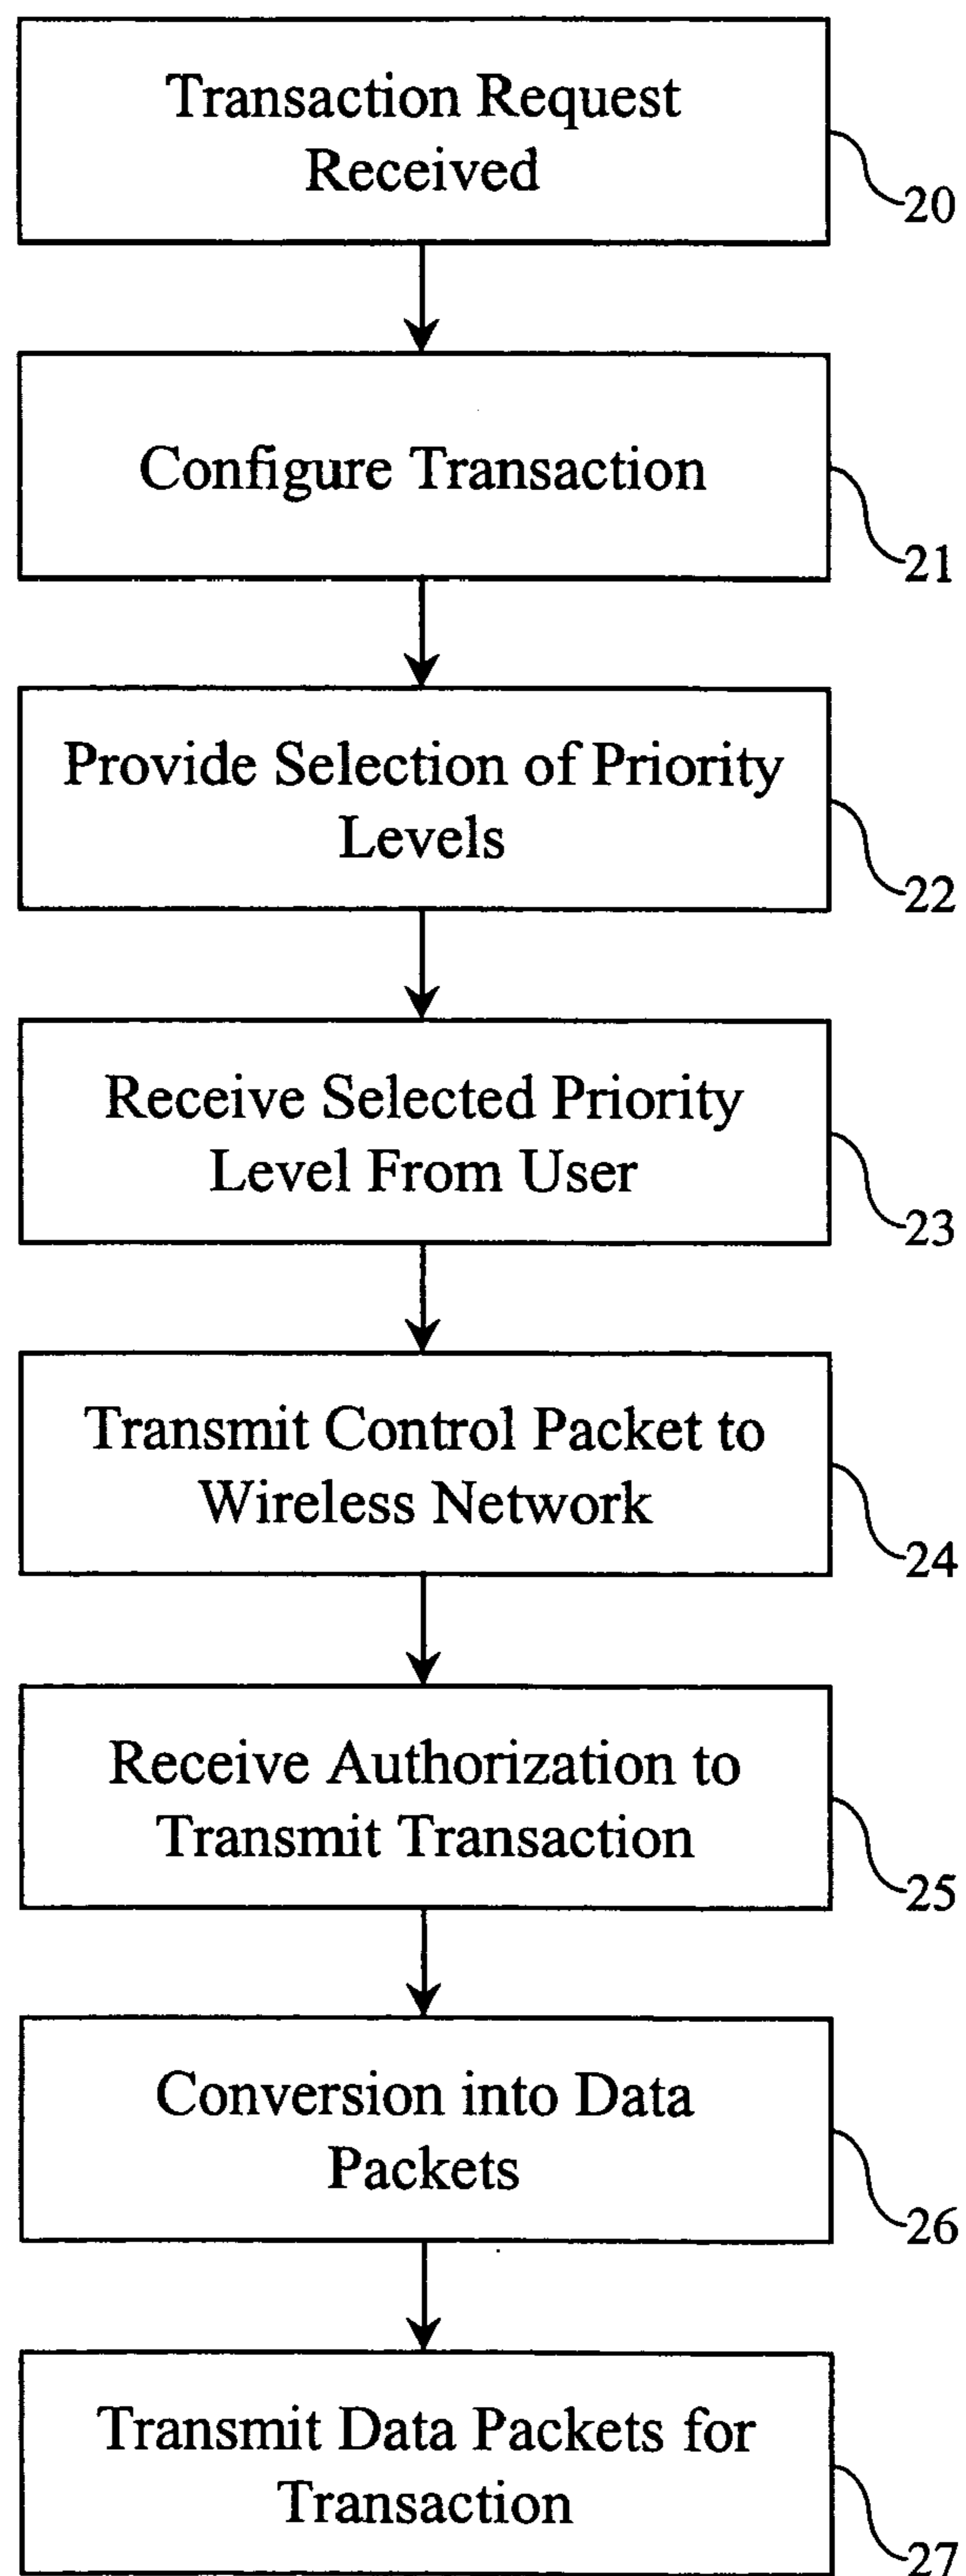 Transaction Request
Received
20
Configure Transaction
21
Provide Selection of Priority
Levels
22
Receive Selected Priority
Level From User
23
Transmit Control Packet to
Wireless Network
24
Receive Authorization to
Transmit Transaction
25
Conversion into Data
Packets
26
Transmit Data Packets for
Transaction
27